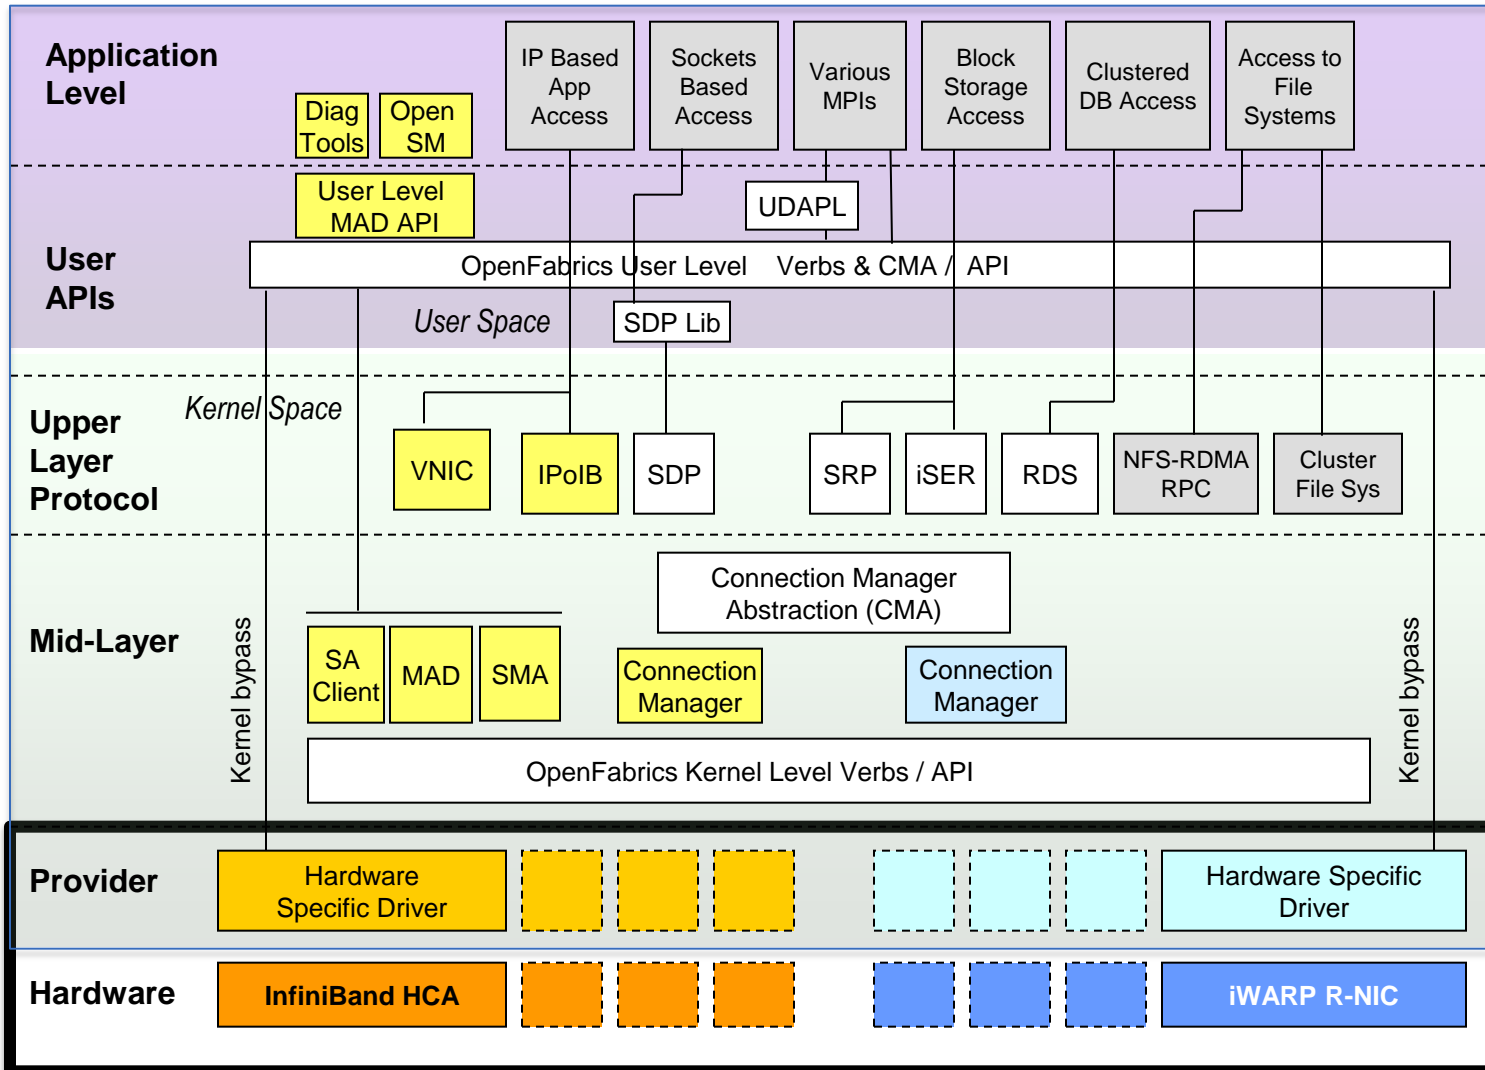 Application
Level
IP Based
App
Access
Sockets
Based
Access
Various
MPIs
Block
Storage
Access
Clustered
DB Access
Access to
File
Systems
Diag
Tools
Open
SM
User Level
MAD API
UDAPL
User
APIs
OpenFabrics User Level Verbs & CMA / API
User Space
SDP Lib
Kernel Space
Upper
Layer
Protocol
VNIC
IPoIB
SDP
SRP
iSER
RDS
NFS-RDMA
RPC
Cluster
File Sys
Connection Manager
Abstraction (CMA)
Mid-Layer
Kernel bypass
SA
Client
MAD
SMA
Connection
Manager
Connection
Manager
Kernel bypass
OpenFabrics Kernel Level Verbs / API
Provider
Hardware
Specific Driver
Hardware Specific
Driver
Hardware
InfiniBand HCA
iWARP R-NIC